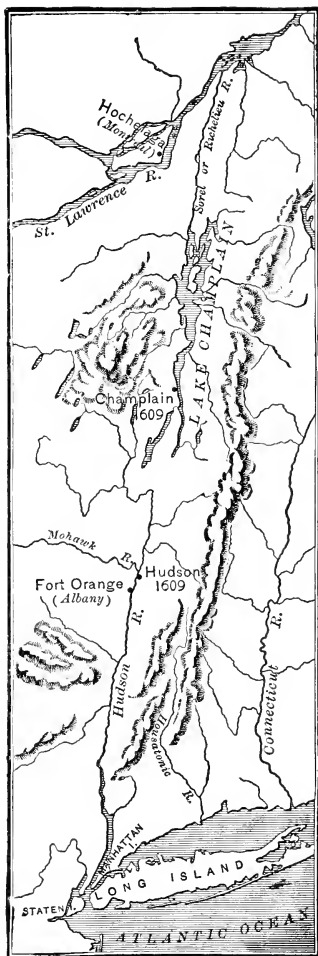 Hochelaga
(Montreal)
St. Lawrence R.
Sorel or Richelieu R.
LAKE CHAMPLAIN
Champlain
1609
Mohawk R.
Hudson
1609
Fort Orange
(Albany)
Hudson R.
Housatonic R.
Connecticut R.
MANHATTAN I.
LONG ISLAND
STATEN I.
ATLANTIC OCEAN